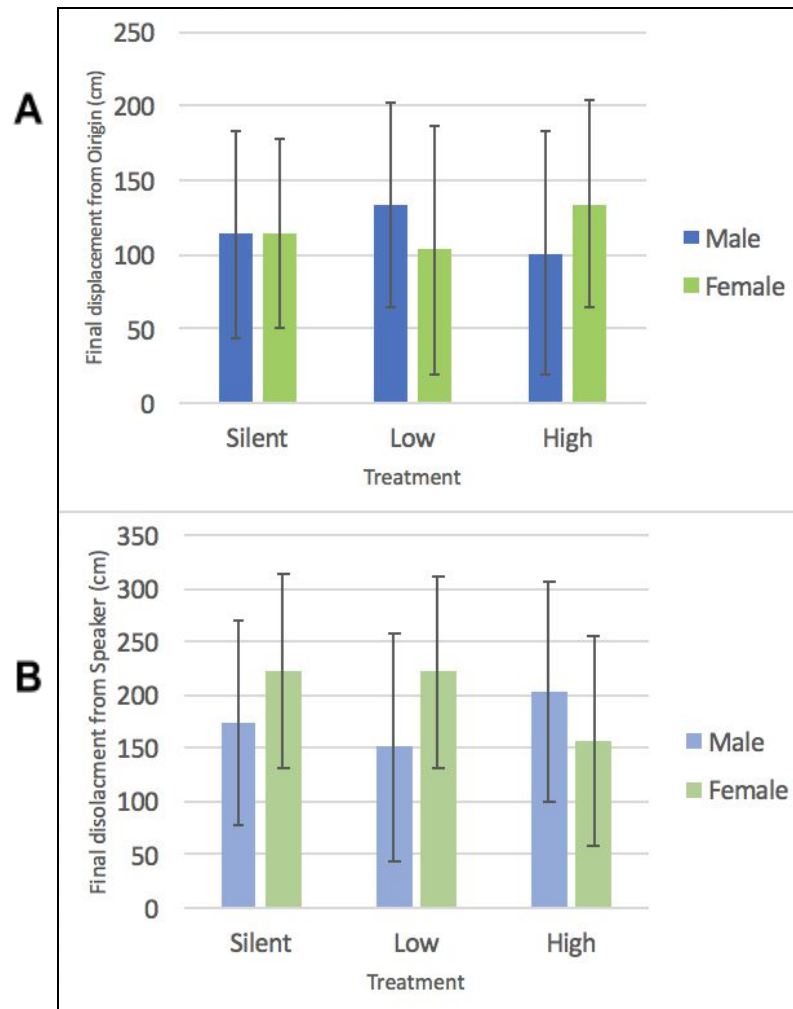 A
Final displacement from Oirigin (cm)
250
200
150
100
50
0
Silent Low High
Treatment
Male
Female
B
Final disolacment from Speaker (cm)
350
300
250
200
150
100
50
0
Silent Low High
Treatment
Male
Female